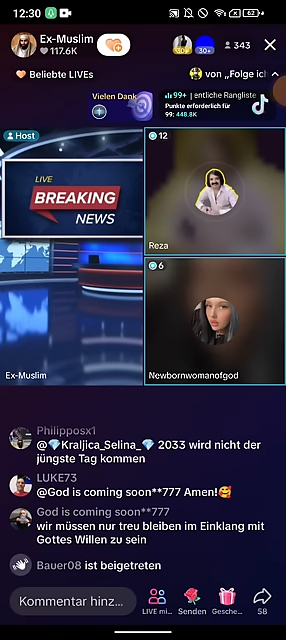 12:30
62
Ex-Muslim
117.6K
30+
343
Beliebte LIVEs
von „Folge ich
Vielen Dank
99+ | entliche Rangliste
Punkte erforderlich für
99: 448.8K
Host
12
LIVE
BREAKING
NEWS
Reza
6
Ex-Muslim
Newbornwomanofgod
Philipposx1
@💎Kraljica_Selina_💎 2033 wird nicht der
jüngste Tag kommen
LUKE73
@God is coming soon**777 Amen!🥰
God is coming soon**777
wir müssen nur treu bleiben im Einklang mit
Gottes Willen zu sein
Bauer08 ist beigetreten
Kommentar hinz...
LIVE mi...
Senden
Gesche...
58